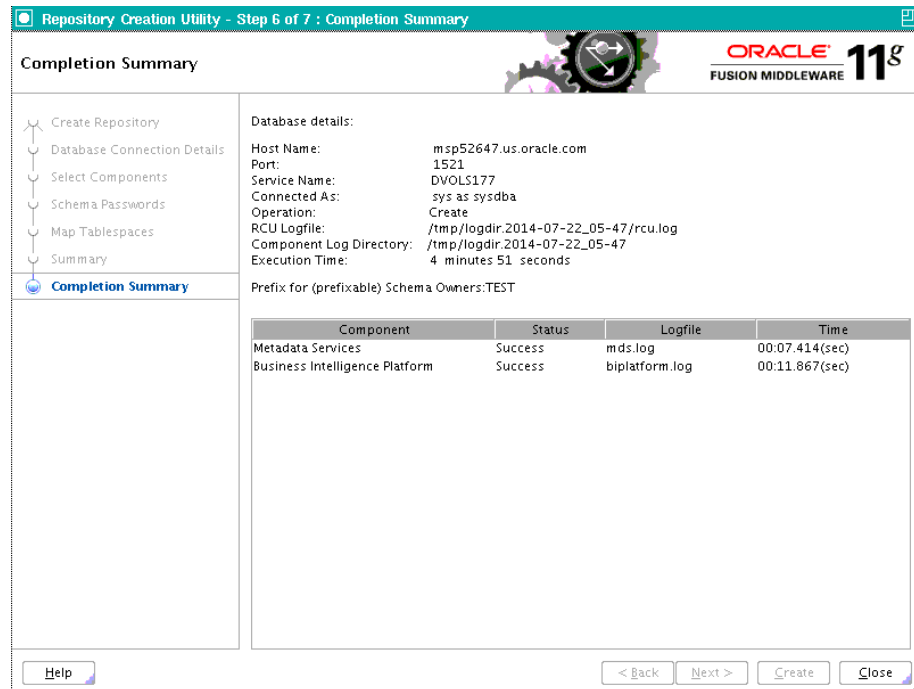 Repository Creation Utility - Step 6 of 7 : Completion Summary
Completion Summary
ORACLE
FUSION MIDDLEWARE
11g
Create Repository
Database Connection Details
Select Components
Schema Passwords
Map Tablespaces
Summary
Completion Summary
Database details:
Host Name: msp52647.us.oracle.com
Port: 1521
Service Name: DVOLS177
Connected As: sys as sysdba
Operation: Create
RCU Logfile: /tmp/logdir.2014-07-22_05-47/rcu.log
Component Log Directory: /tmp/logdir.2014-07-22_05-47
Execution Time: 4 minutes 51 seconds
Prefix for (prefixable) Schema Owners:TEST
Component Status Logfile Time
Metadata Services Success mds.log 00:07.414(sec)
Business Intelligence Platform Success biplatform.log 00:11.867(sec)
Help < Back Next > Create Close